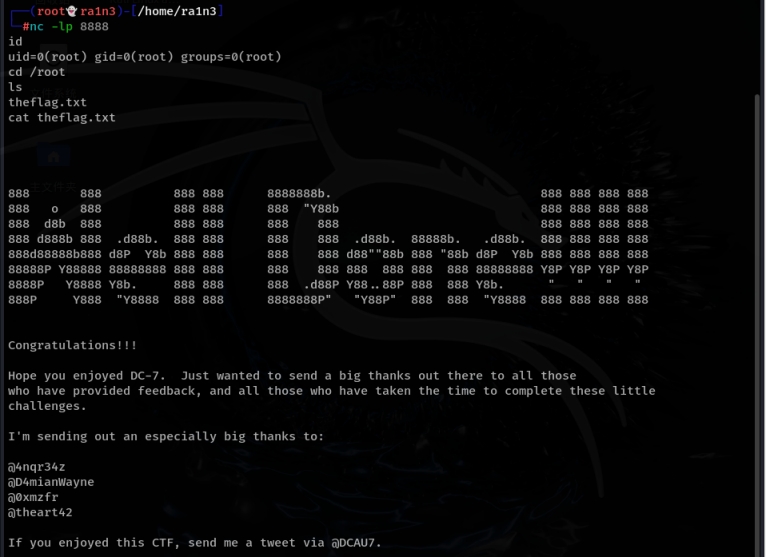 ┌──(root💀ra1n3)-[/home/ra1n3]
└─#nc -lp 8888
id
uid=0(root) gid=0(root) groups=0(root)
cd /root
ls
theflag.txt
cat theflag.txt
888       888          888 888      8888888b.                             888 888 888 888
888   o   888          888 888      888  "Y88b                            888 888 888 888
888  d8b  888          888 888      888    888                            888 888 888 888
888 d888b 888  .d88b.  888 888      888    888  .d88b.  88888b.   .d88b.  888 888 888 888
888d88888b888 d8P  Y8b 888 888      888    888 d88""88b 888 "88b d8P  Y8b 888 888 888 888
88888P Y88888 88888888 888 888      888    888 888  888 888  888 88888888 Y8P Y8P Y8P Y8P
8888P   Y8888 Y8b.     888 888      888  .d88P Y88..88P 888  888 Y8b.      "   "   "   "
888P     Y888  "Y8888  888 888      8888888P"   "Y88P"  888  888  "Y8888  888 888 888 888
Congratulations!!!
Hope you enjoyed DC-7.  Just wanted to send a big thanks out there to all those
who have provided feedback, and all those who have taken the time to complete these little
challenges.
I'm sending out an especially big thanks to:
@4nqr34z
@D4mianWayne
@0xmzfr
@theart42
If you enjoyed this CTF, send me a tweet via @DCAU7.